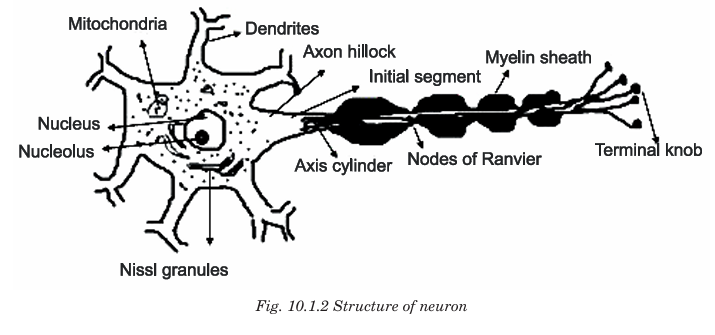 Mitochondria
Dendrites
Axon hillock
Myelin sheath
Initial segment
Nucleus
Nucleolus
Axis cylinder
Nodes of Ranvier
Terminal knob
Nissl granules
Fig. 10.1.2 Structure of neuron